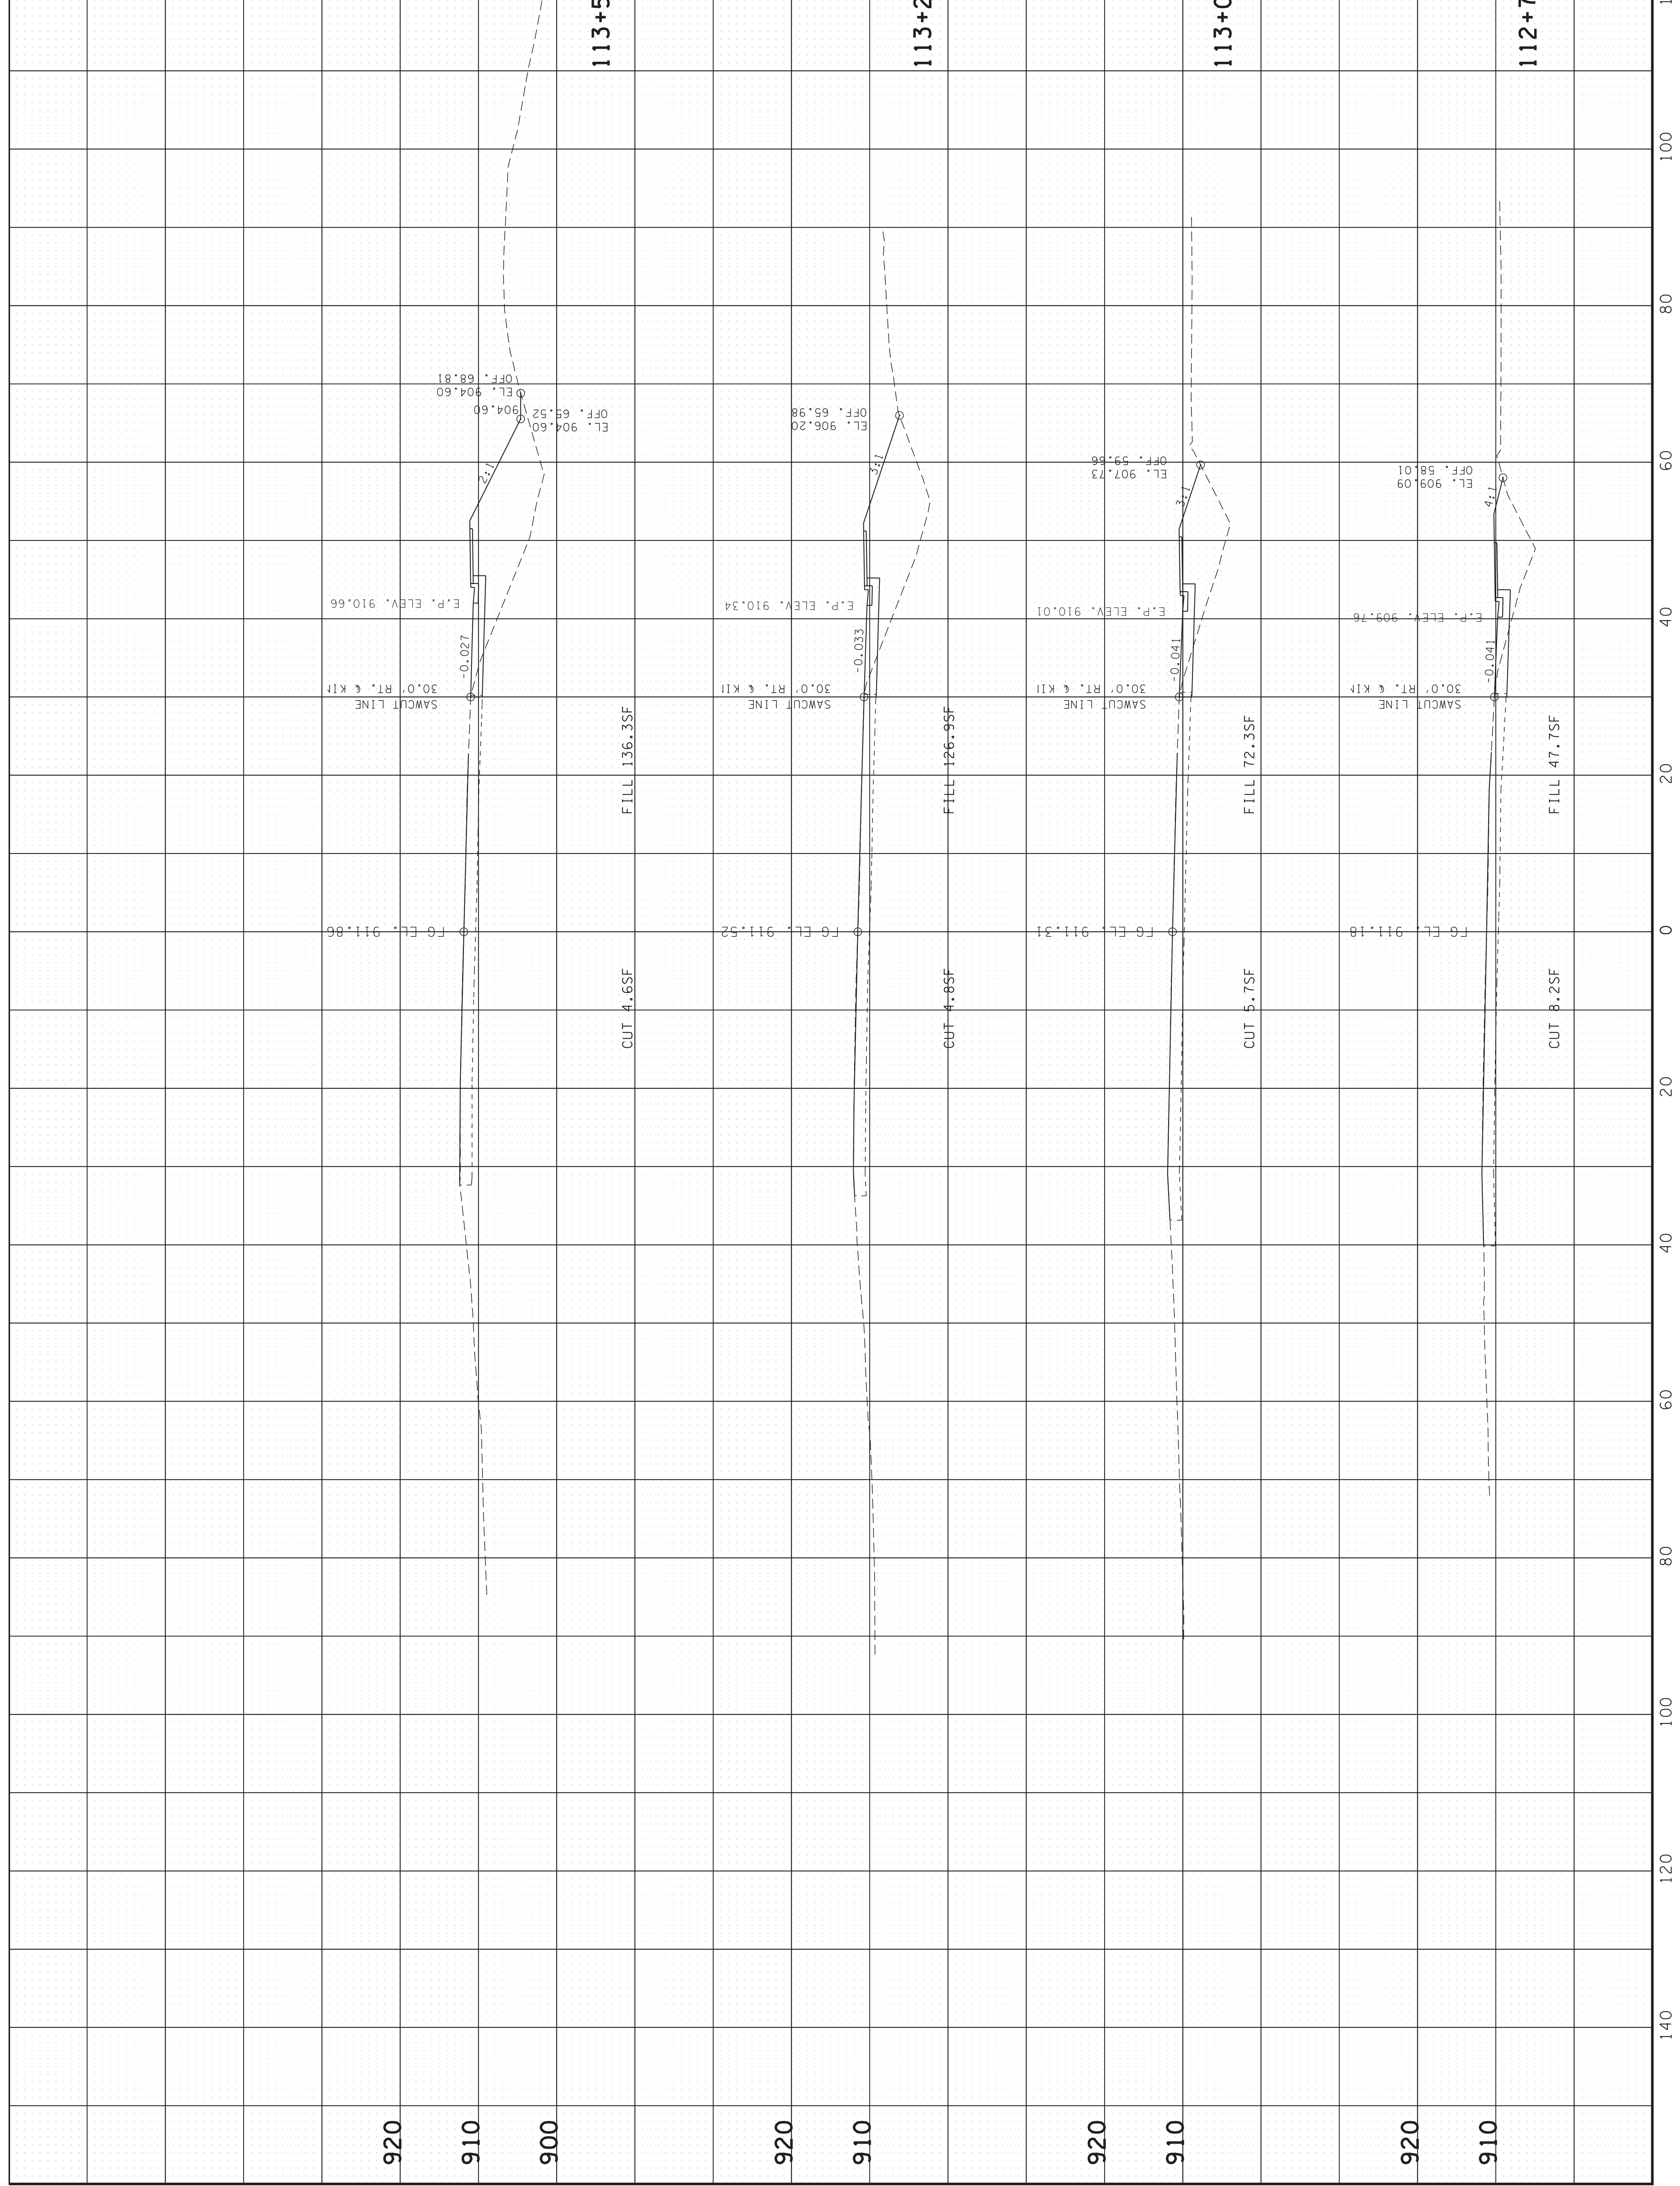 113+5
OFF. 68.81
EL. 904.60
904.60
OFF. 65.52
EL. 904.60
2:1
E.P. ELEV. 910.66
-0.027
30.0' RT. ℄ KI
SAWCUT LINE
FILL 136.3SF
FG EL. 911.86
CUT 4.6SF
920
910
900
113+2
OFF. 65.98
EL. 906.20
3:1
E.P. ELEV. 910.34
-0.033
30.0' RT. ℄ KI
SAWCUT LINE
FILL 126.9SF
FG EL. 911.52
CUT 4.8SF
920
910
113+0
OFF. 59.66
EL. 907.73
3:1
E.P. ELEV. 910.01
-0.041
30.0' RT. ℄ KI
SAWCUT LINE
FILL 72.3SF
FG EL. 911.31
CUT 5.7SF
920
910
112+7
OFF. 58.01
EL. 909.09
4:1
E.P. ELEV. 909.76
-0.041
30.0' RT. ℄ KI
SAWCUT LINE
FILL 47.7SF
FG EL. 911.18
CUT 8.2SF
920
910
140 120 100 80 60 40 20 0 20 40 60 80 100